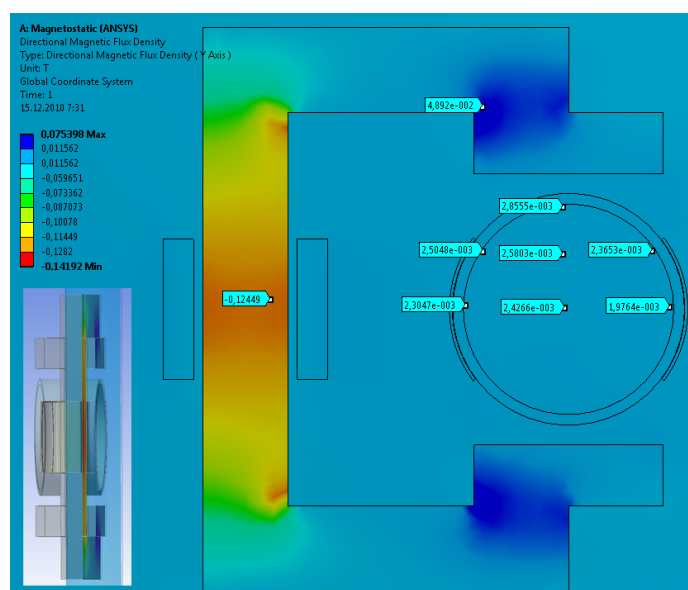 A: Magnetostatic (ANSYS)
Directional Magnetic Flux Density
Type: Directional Magnetic Flux Density ( Y Axis )
Unit: T
Global Coordinate System
Time: 1
15.12.2010 7:31
0,075398 Max
0,011562
0,011562
-0,059651
-0,073362
-0,087073
-0,10078
-0,11449
-0,1282
-0,14192 Min
4,892e-002
2,8555e-003
2,5048e-003
2,5803e-003
2,3653e-003
-0,12449
2,3047e-003
2,4266e-003
1,9764e-003